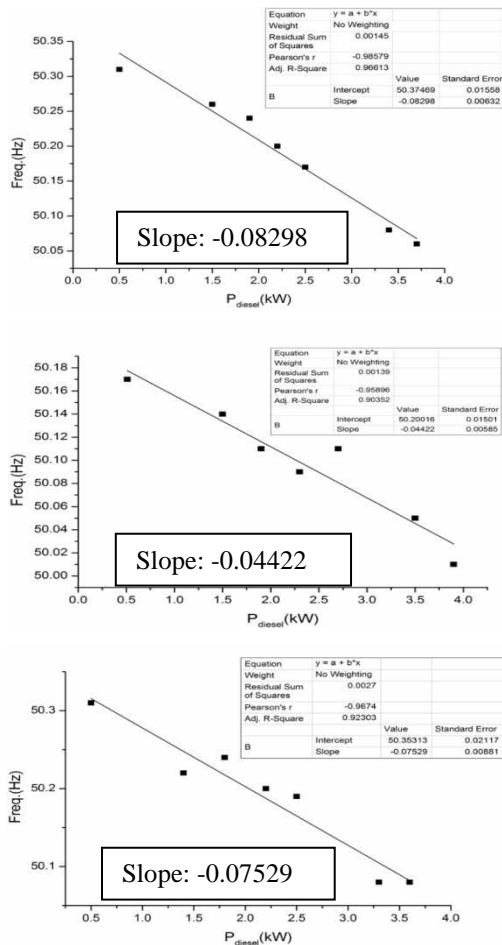 Equation y = a + b*x
Weight No Weighting
Residual Sum of Squares 0.00145
Pearson's r -0.98579
Adj. R-Square 0.96613
Value Standard Error
B Intercept 50.37469 0.01558
Slope -0.08298 0.00632
50.35
50.30
50.25
50.20
50.15
50.10
50.05
Freq.(Hz)
Slope: -0.08298
0.0 0.5 1.0 1.5 2.0 2.5 3.0 3.5 4.0
P_diesel(kW)
Equation y = a + b*x
Weight No Weighting
Residual Sum of Squares 0.00139
Pearson's r -0.95896
Adj. R-Square 0.90352
Value Standard Error
B Intercept 50.20016 0.01501
Slope -0.04422 0.00585
50.18
50.16
50.14
50.12
50.10
50.08
50.06
50.04
50.02
50.00
Freq.(Hz)
Slope: -0.04422
0.0 0.5 1.0 1.5 2.0 2.5 3.0 3.5 4.0
P_diesel(kW)
Equation y = a + b*x
Weight No Weighting
Residual Sum of Squares 0.0027
Pearson's r -0.9674
Adj. R-Square 0.92303
Value Standard Error
B Intercept 50.35313 0.02117
Slope -0.07529 0.00881
50.3
50.2
50.1
Freq.(Hz)
Slope: -0.07529
0.5 1.0 1.5 2.0 2.5 3.0 3.5 4.0
P_diesel(kW)